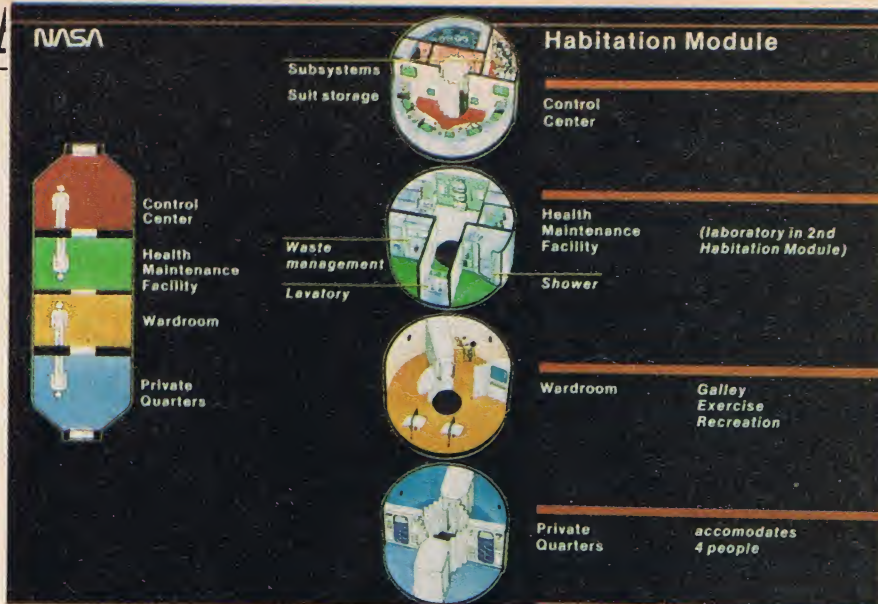 NASA
Habitation Module
Subsystems
Suit storage
Control
Center
Control
Center
Health
Maintenance
Facility
Wardroom
Private
Quarters
Waste
management
Lavatory
Shower
Health
Maintenance
Facility
(laboratory in 2nd
Habitation Module)
Wardroom
Galley
Exercise
Recreation
Private
Quarters
accomodates
4 people